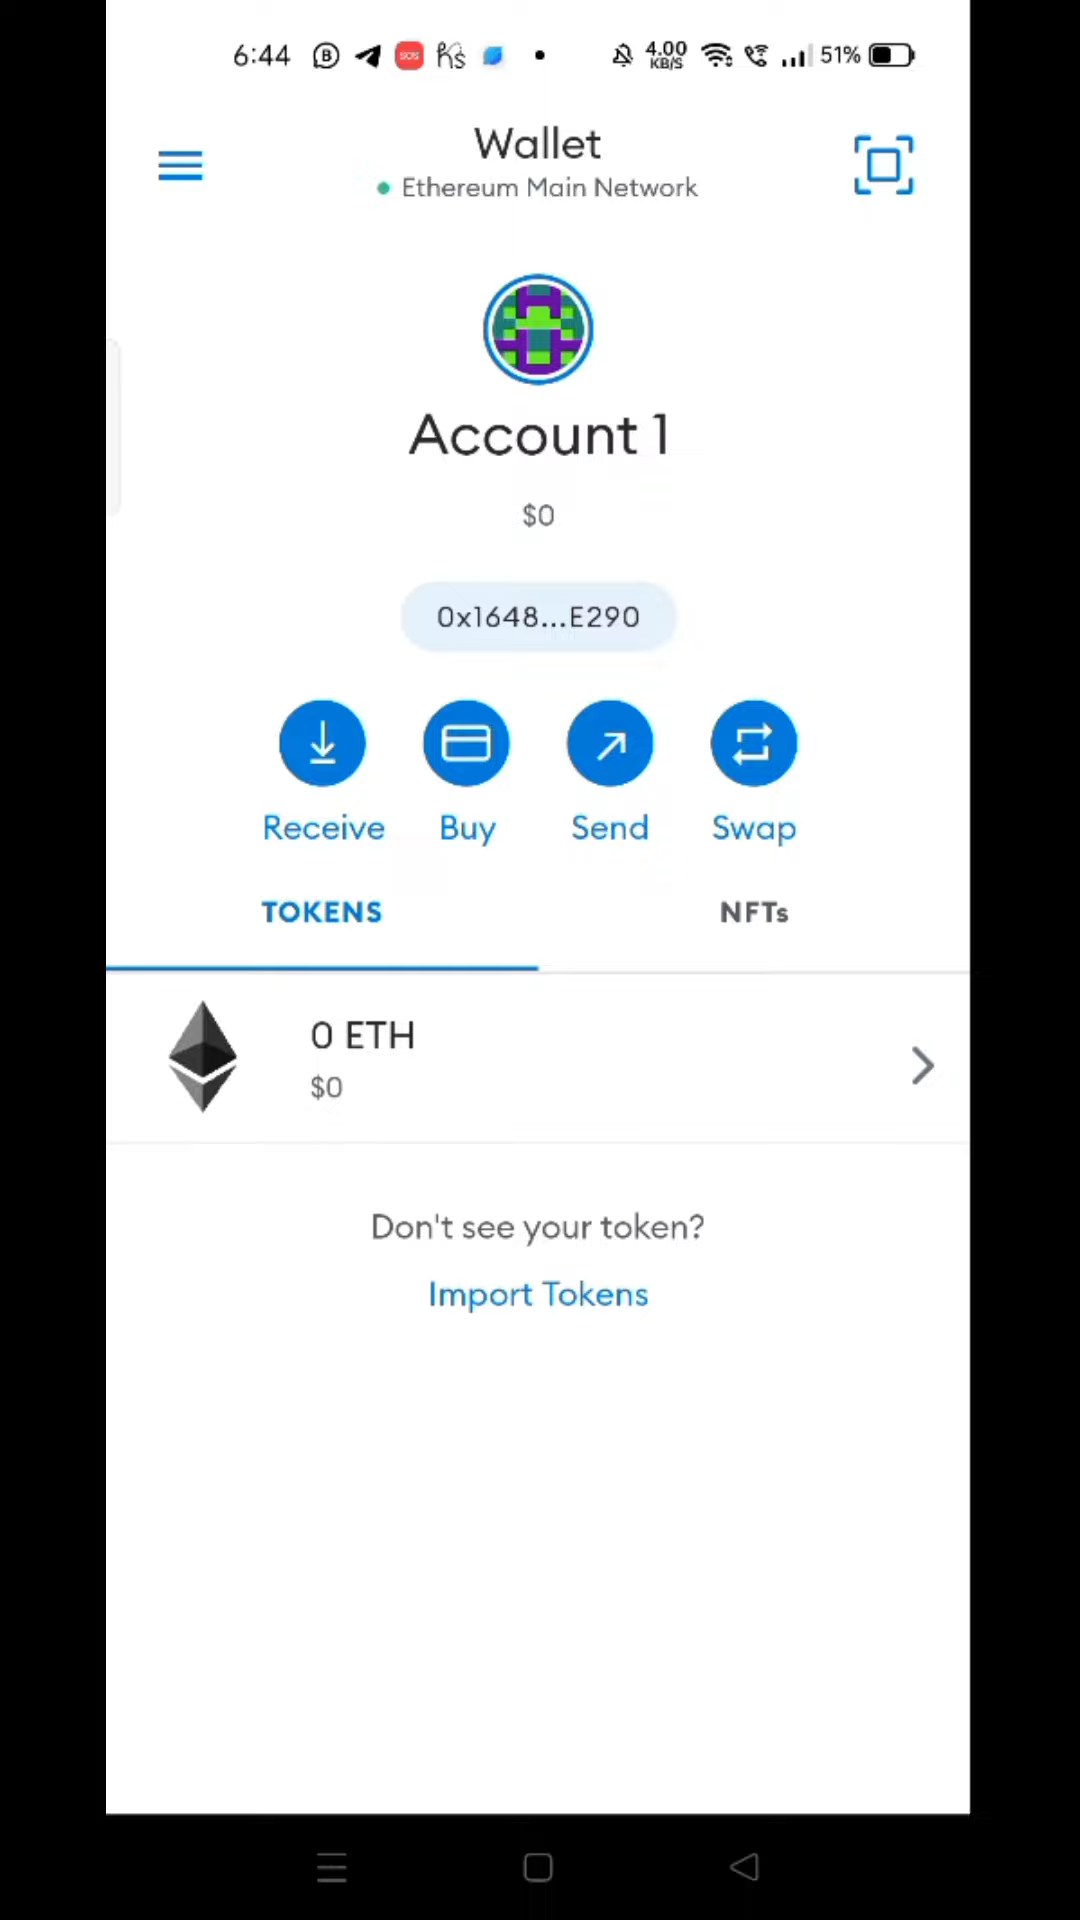 6:44 SOS 4.00 KB/S 51%
Wallet
Ethereum Main Network
Account 1
$0
0x1648...E290
Receive Buy Send Swap
TOKENS NFTs
0 ETH
$0
Don't see your token?
Import Tokens